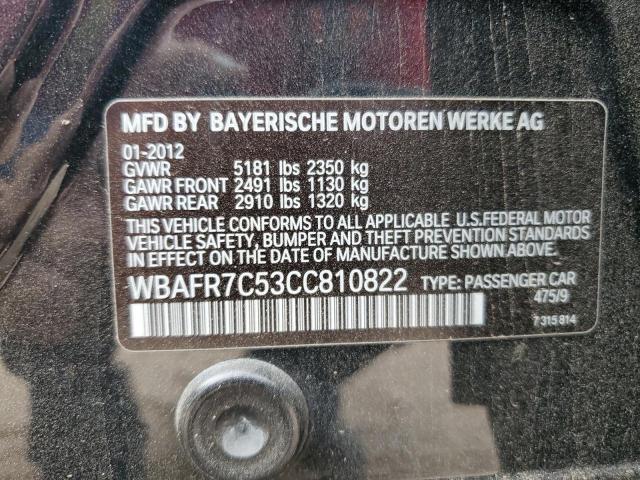 MFD BY BAYERISCHE MOTOREN WERKE AG
01-2012
GVWR 5181 lbs 2350 kg
GAWR FRONT 2491 lbs 1130 kg
GAWR REAR 2910 lbs 1320 kg
THIS VEHICLE CONFORMS TO ALL APPLICABLE U.S.FEDERAL MOTOR
VEHICLE SAFETY, BUMPER AND THEFT PREVENTION STANDARDS
IN EFFECT ON THE DATE OF MANUFACTURE SHOWN ABOVE.
WBAFR7C53CC810822 TYPE: PASSENGER CAR
475/9
7 315 814